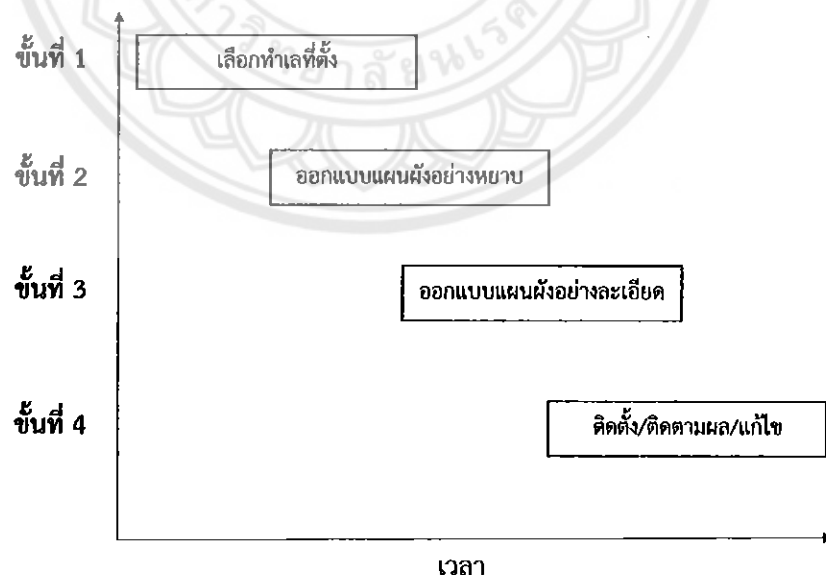 ขั้นที่ 1
เลือกทำเลที่ตั้ง
ขั้นที่ 2
ออกแบบแผนผังอย่างหยาบ
ขั้นที่ 3
ออกแบบแผนผังอย่างละเอียด
ขั้นที่ 4
ติดตั้ง/ติดตามผล/แก้ไข
เวลา